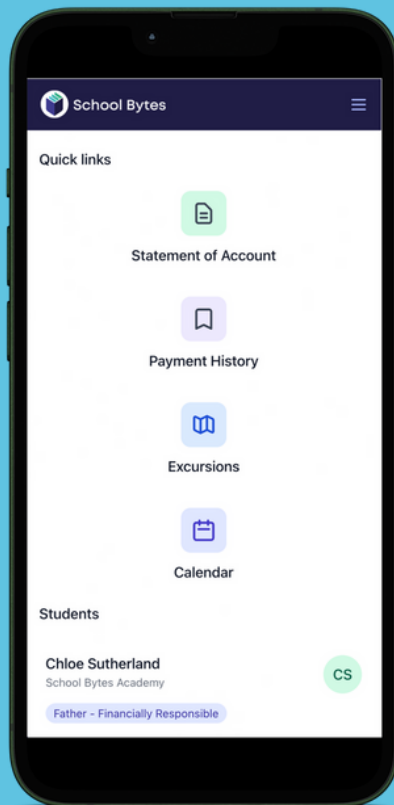 School Bytes
Quick links
Statement of Account
Payment History
Excursions
Calendar
Students
Chloe Sutherland
School Bytes Academy
CS
Father - Financially Responsible